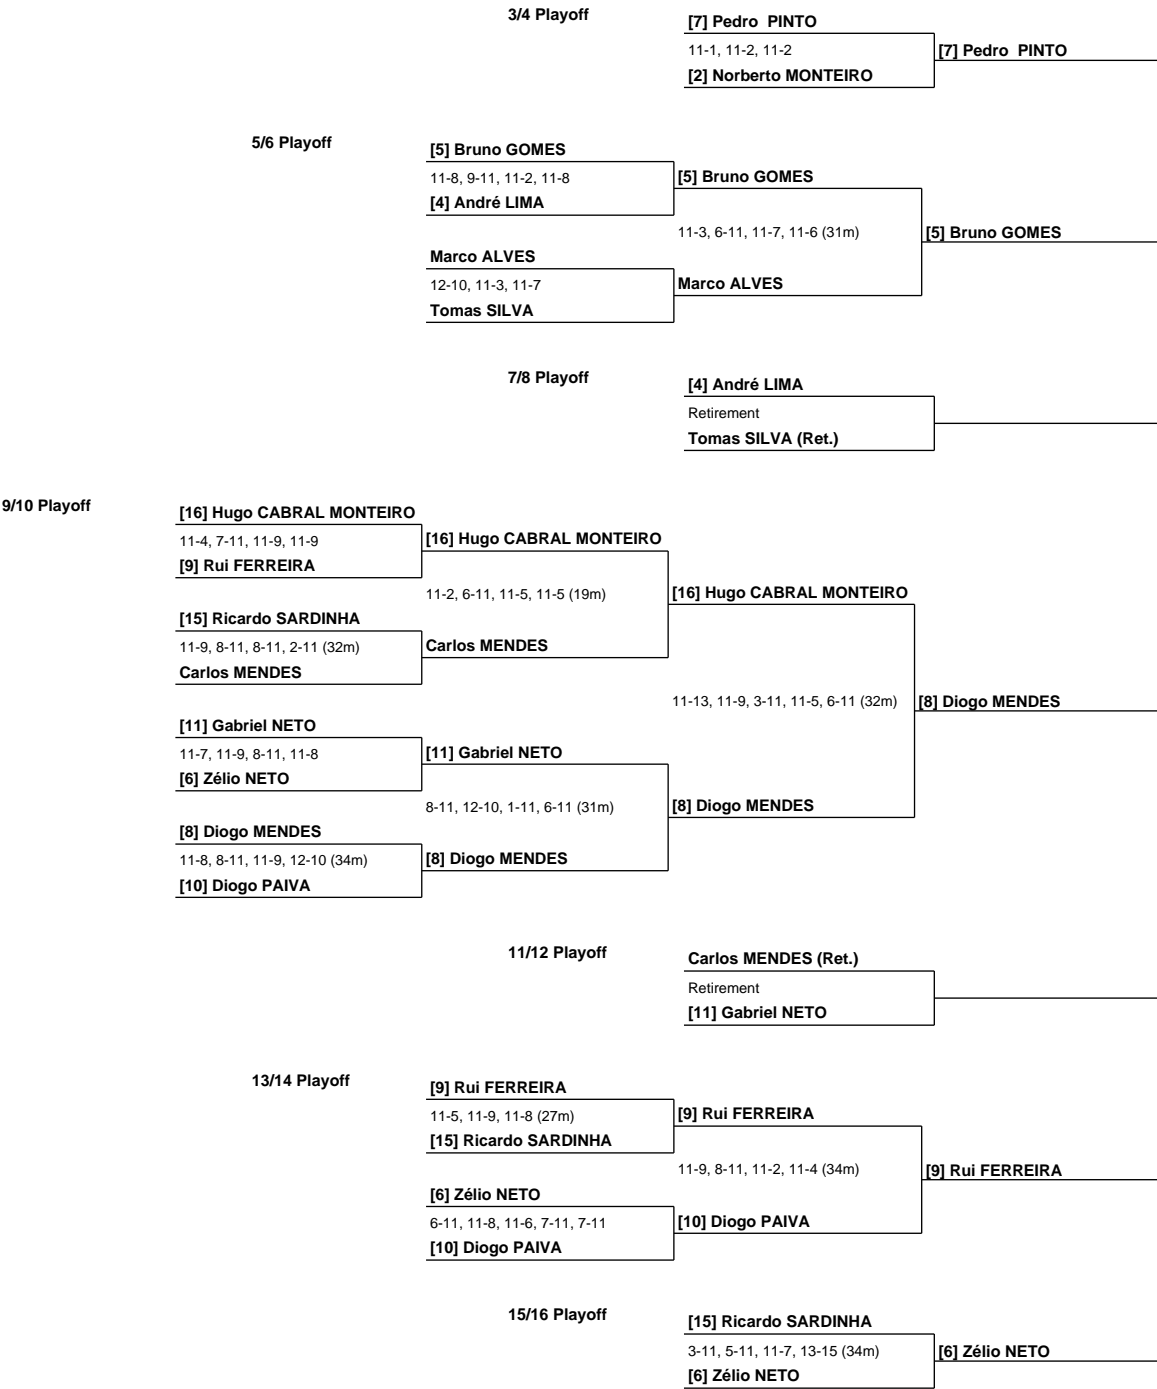 3/4 Playoff
[7] Pedro  PINTO
11-1, 11-2, 11-2
[7] Pedro  PINTO
[2] Norberto MONTEIRO
5/6 Playoff
[5] Bruno GOMES
11-8, 9-11, 11-2, 11-8
[5] Bruno GOMES
[4] André LIMA
11-3, 6-11, 11-7, 11-6 (31m)
[5] Bruno GOMES
Marco ALVES
12-10, 11-3, 11-7
Marco ALVES
Tomas SILVA
7/8 Playoff
[4] André LIMA
Retirement
Tomas SILVA (Ret.)
9/10 Playoff
[16] Hugo CABRAL MONTEIRO
11-4, 7-11, 11-9, 11-9
[16] Hugo CABRAL MONTEIRO
[9] Rui FERREIRA
11-2, 6-11, 11-5, 11-5 (19m)
[16] Hugo CABRAL MONTEIRO
[15] Ricardo SARDINHA
11-9, 8-11, 8-11, 2-11 (32m)
Carlos MENDES
Carlos MENDES
11-13, 11-9, 3-11, 11-5, 6-11 (32m)
[8] Diogo MENDES
[11] Gabriel NETO
11-7, 11-9, 8-11, 11-8
[11] Gabriel NETO
[6] Zélio NETO
8-11, 12-10, 1-11, 6-11 (31m)
[8] Diogo MENDES
[8] Diogo MENDES
11-8, 8-11, 11-9, 12-10 (34m)
[8] Diogo MENDES
[10] Diogo PAIVA
11/12 Playoff
Carlos MENDES (Ret.)
Retirement
[11] Gabriel NETO
13/14 Playoff
[9] Rui FERREIRA
11-5, 11-9, 11-8 (27m)
[9] Rui FERREIRA
[15] Ricardo SARDINHA
11-9, 8-11, 11-2, 11-4 (34m)
[9] Rui FERREIRA
[6] Zélio NETO
6-11, 11-8, 11-6, 7-11, 7-11
[10] Diogo PAIVA
[10] Diogo PAIVA
15/16 Playoff
[15] Ricardo SARDINHA
3-11, 5-11, 11-7, 13-15 (34m)
[6] Zélio NETO
[6] Zélio NETO